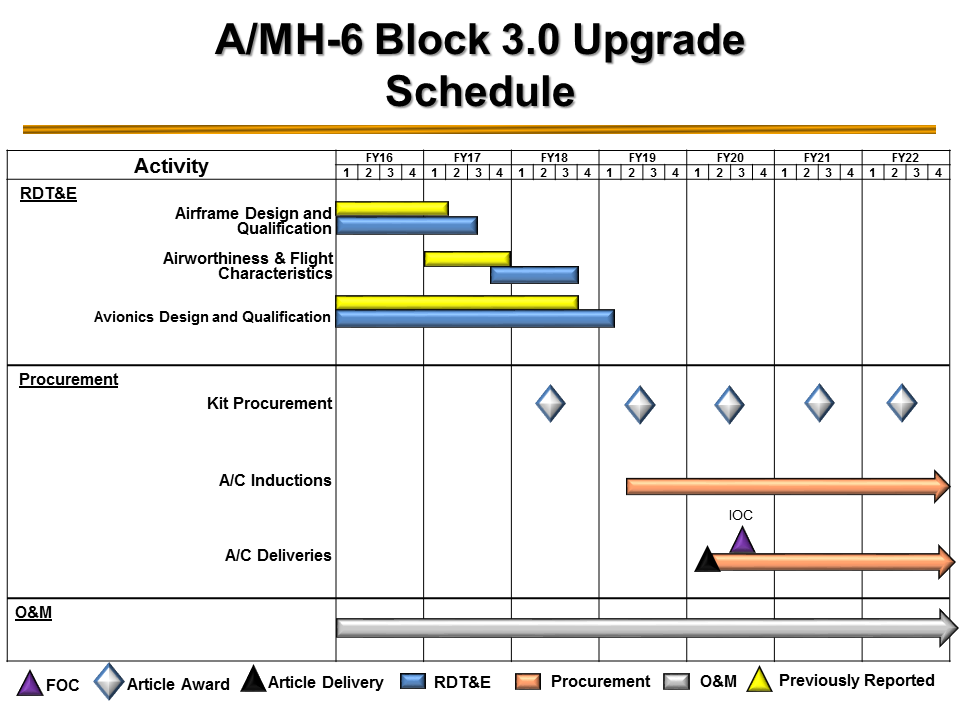 A/MH-6 Block 3.0 Upgrade
Schedule
Activity
FY16 FY17 FY18 FY19 FY20 FY21 FY22
1 2 3 4 1 2 3 4 1 2 3 4 1 2 3 4 1 2 3 4 1 2 3 4 1 2 3 4
RDT&E
Airframe Design and
Qualification
Airworthiness & Flight
Characteristics
Avionics Design and Qualification
Procurement
Kit Procurement
A/C Inductions
IOC
A/C Deliveries
O&M
FOC Article Award Article Delivery RDT&E Procurement O&M Previously Reported